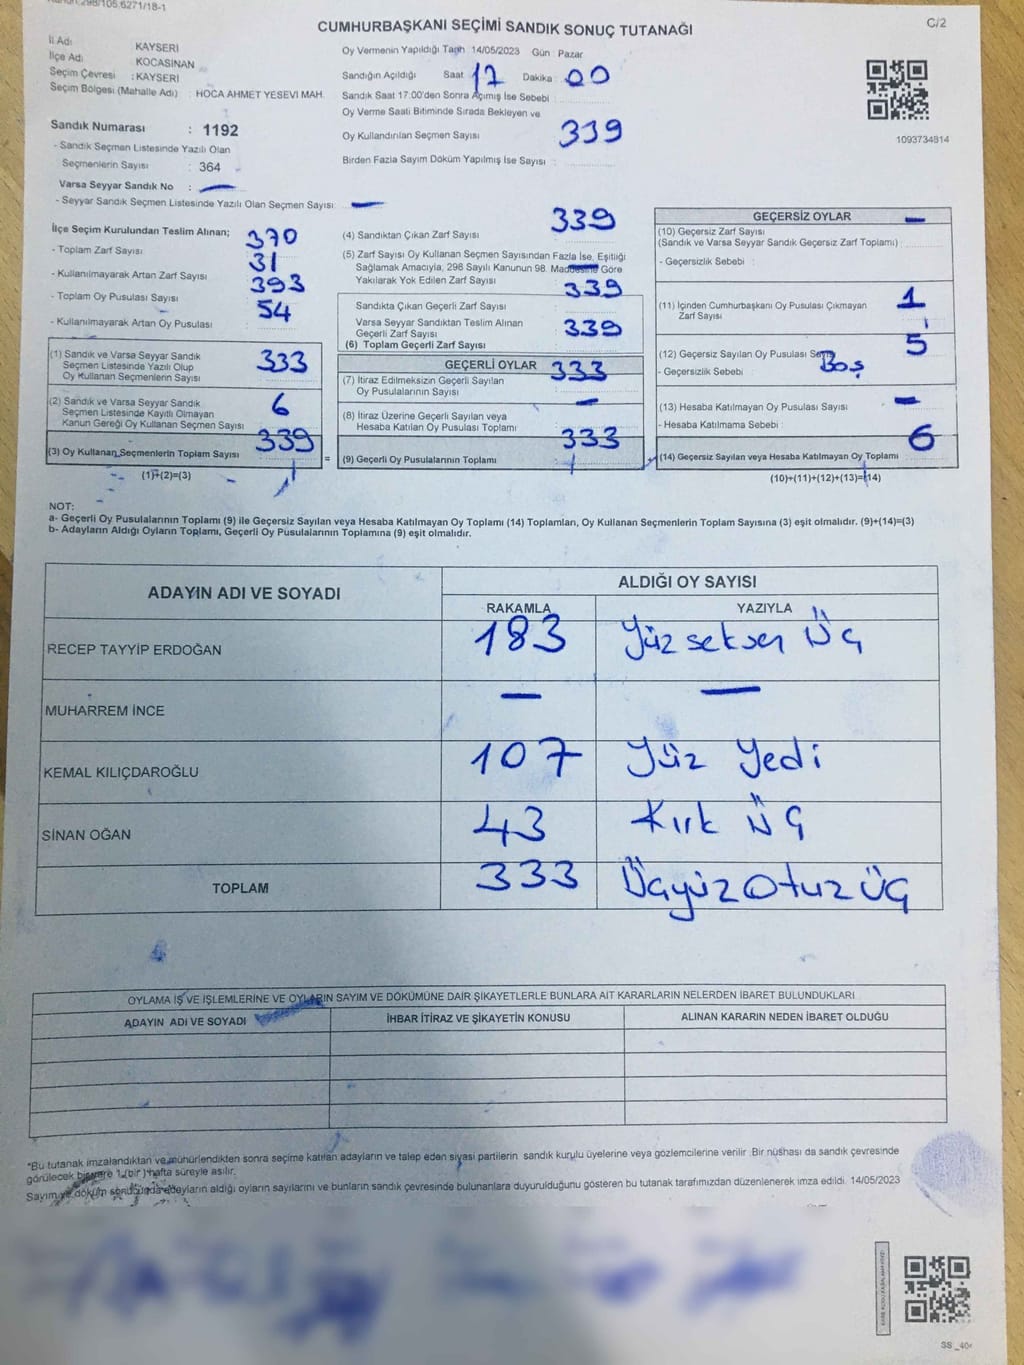 Kanun:298/105,6271/18-1
CUMHURBAŞKANI SEÇİMİ SANDIK SONUÇ TUTANAĞI
C/2
İl Adı KAYSERİ
İlçe Adı KOCASİNAN
Seçim Çevresi : KAYSERİ
Seçim Bölgesi (Mahalle Adı) : HOCA AHMET YESEVİ MAH.
Sandık Numarası : 1192
- Sandık Seçmen Listesinde Yazılı Olan
Seçmenlerin Sayısı : 364
Varsa Seyyar Sandık No : —
- Seyyar Sandık Seçmen Listesinde Yazılı Olan Seçmen Sayısı: —
Oy Vermenin Yapıldığı Tarih 14/05/2023 Gün : Pazar
Sandığın Açıldığı Saat 17 Dakika : 00
Sandık Saat 17:00'den Sonra Açılmış İse Sebebi :
Oy Verme Saati Bitiminde Sırada Bekleyen ve
Oy Kullandırılan Seçmen Sayısı 339
Birden Fazla Sayım Döküm Yapılmış İse Sayısı :
1093734814
İlçe Seçim Kurulundan Teslim Alınan;
- Toplam Zarf Sayısı 370
- Kullanılmayarak Artan Zarf Sayısı 31
- Toplam Oy Pusulası Sayısı 393
- Kullanılmayarak Artan Oy Pusulası 54
(1) Sandık ve Varsa Seyyar Sandık
Seçmen Listesinde Yazılı Olup
Oy Kullanan Seçmenlerin Sayısı 333
(2) Sandık ve Varsa Seyyar Sandık
Seçmen Listesinde Kayıtlı Olmayan
Kanun Gereği Oy Kullanan Seçmen Sayısı 6
(3) Oy Kullanan Seçmenlerin Toplam Sayısı 339
(1)+(2)=(3)
(4) Sandıktan Çıkan Zarf Sayısı 339
(5) Zarf Sayısı Oy Kullanan Seçmen Sayısından Fazla İse, Eşitliği
Sağlamak Amacıyla, 298 Sayılı Kanunun 98. Maddesine Göre
Yakılarak Yok Edilen Zarf Sayısı —
Sandıkta Çıkan Geçerli Zarf Sayısı 339
Varsa Seyyar Sandıktan Teslim Alınan
Geçerli Zarf Sayısı
(6) Toplam Geçerli Zarf Sayısı 339
=
GEÇERLİ OYLAR
(7) İtiraz Edilmeksizin Geçerli Sayılan
Oy Pusulalarının Sayısı 333
(8) İtiraz Üzerine Geçerli Sayılan veya
Hesaba Katılan Oy Pusulası Toplamı —
(9) Geçerli Oy Pusulalarının Toplamı 333
GEÇERSİZ OYLAR
(10) Geçersiz Zarf Sayısı —
(Sandık ve Varsa Seyyar Sandık Geçersiz Zarf Toplamı)
- Geçersizlik Sebebi :
(11) İçinden Cumhurbaşkanı Oy Pusulası Çıkmayan
Zarf Sayısı 1
(12) Geçersiz Sayılan Oy Pusulası Sayısı 5
- Geçersizlik Sebebi : Boş
(13) Hesaba Katılmayan Oy Pusulası Sayısı —
- Hesaba Katılmama Sebebi :
(14) Geçersiz Sayılan veya Hesaba Katılmayan Oy Toplamı 6
(10)+(11)+(12)+(13)=(14)
NOT:
a- Geçerli Oy Pusulalarının Toplamı (9) ile Geçersiz Sayılan veya Hesaba Katılmayan Oy Toplamı (14) Toplamları, Oy Kullanan Seçmenlerin Toplam Sayısına (3) eşit olmalıdır. (9)+(14)=(3)
b- Adayların Aldığı Oyların Toplamı, Geçerli Oy Pusulalarının Toplamına (9) eşit olmalıdır.
ADAYIN ADI VE SOYADI ALDIĞI OY SAYISI
RAKAMLA YAZIYLA
RECEP TAYYİP ERDOĞAN 183 Yüz seksen Üç
MUHARREM İNCE — —
KEMAL KILIÇDAROĞLU 107 Yüz Yedi
SİNAN OĞAN 43 Kırk Üç
TOPLAM 333 Üçyüz Otuz Üç
OYLAMA İŞ VE İŞLEMLERİNE VE OYLARIN SAYIM VE DÖKÜMÜNE DAİR ŞİKAYETLERLE BUNLARA AİT KARARLARIN NELERDEN İBARET BULUNDUKLARI
ADAYIN ADI VE SOYADI İHBAR İTİRAZ VE ŞİKAYETİN KONUSU ALINAN KARARIN NEDEN İBARET OLDUĞU
*Bu tutanak imzalandıktan ve mühürlendikten sonra seçime katılan adayların ve talep eden siyasi partilerin sandık kurulu üyelerine veya gözlemcilerine verilir. Bir nüshası da sandık çevresinde
görülecek bir yere 1 (bir) hafta süreyle asılır.
Sayım ve döküm sonucunda adayların aldığı oyların sayılarını ve bunların sandık çevresinde bulunanlara duyurulduğunu gösteren bu tutanak tarafımızdan düzenlenerek imza edildi. 14/05/2023